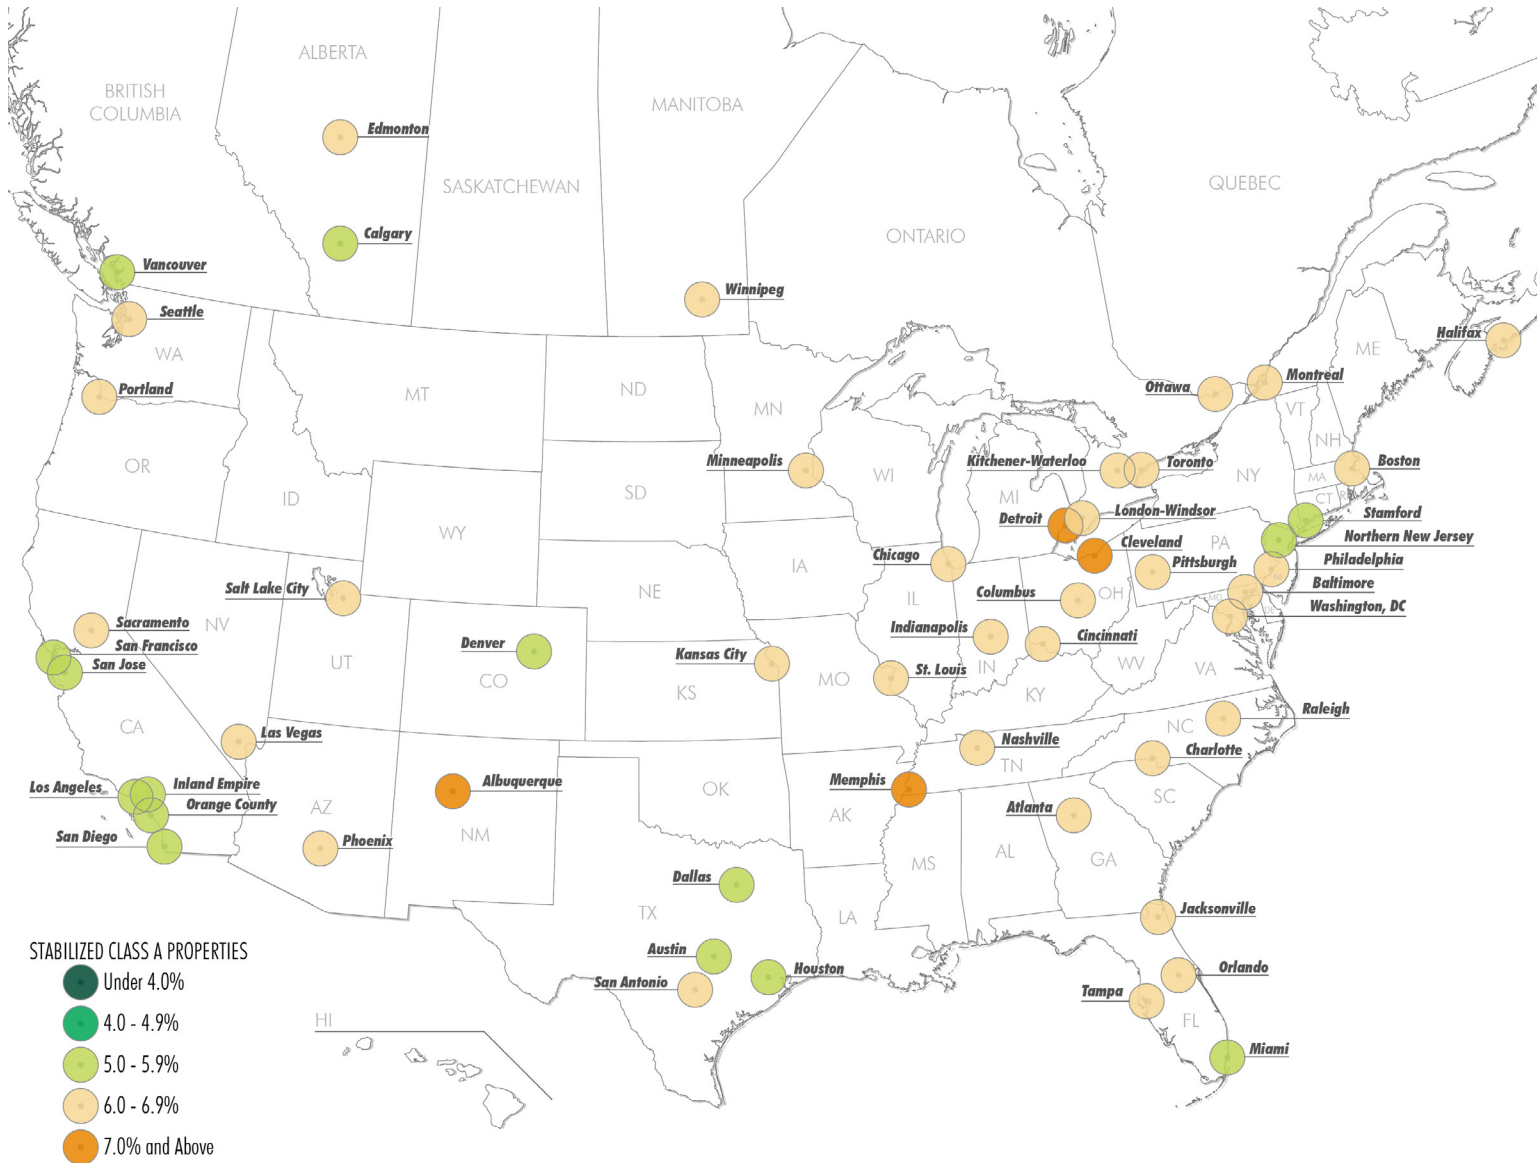 ALBERTA
BRITISH
COLUMBIA
MANITOBA
Edmonton
SASKATCHEWAN
QUEBEC
Calgary
ONTARIO
Vancouver
Winnipeg
Seattle
Halifax
WA
ME
Montreal
Ottawa
Portland
MT
ND
MN
VT
NH
OR
Minneapolis
WI
Kitchener-Waterloo
Toronto
Boston
NY
MA
ID
SD
MI
CT
RI
London-Windsor
Detroit
Stamford
WY
PA
Northern New Jersey
Cleveland
Chicago
IA
Pittsburgh
Philadelphia
NJ
Salt Lake City
NE
Columbus
OH
Baltimore
IL
MD
DE
Washington, DC
Sacramento
NV
San Francisco
Denver
Indianapolis
Cincinnati
San Jose
UT
Kansas City
St. Louis
IN
WV
VA
CO
MO
KS
KY
Raleigh
CA
NC
Las Vegas
Nashville
Charlotte
TN
Los Angeles
Inland Empire
Albuquerque
Memphis
OK
Orange County
AZ
Atlanta
SC
AK
San Diego
Phoenix
NM
AL
GA
MS
Dallas
TX
LA
Jacksonville
STABILIZED CLASS A PROPERTIES
Austin
Houston
Orlando
Under 4.0%
San Antonio
Tampa
4.0 - 4.9%
HI
FL
Miami
5.0 - 5.9%
6.0 - 6.9%
7.0% and Above